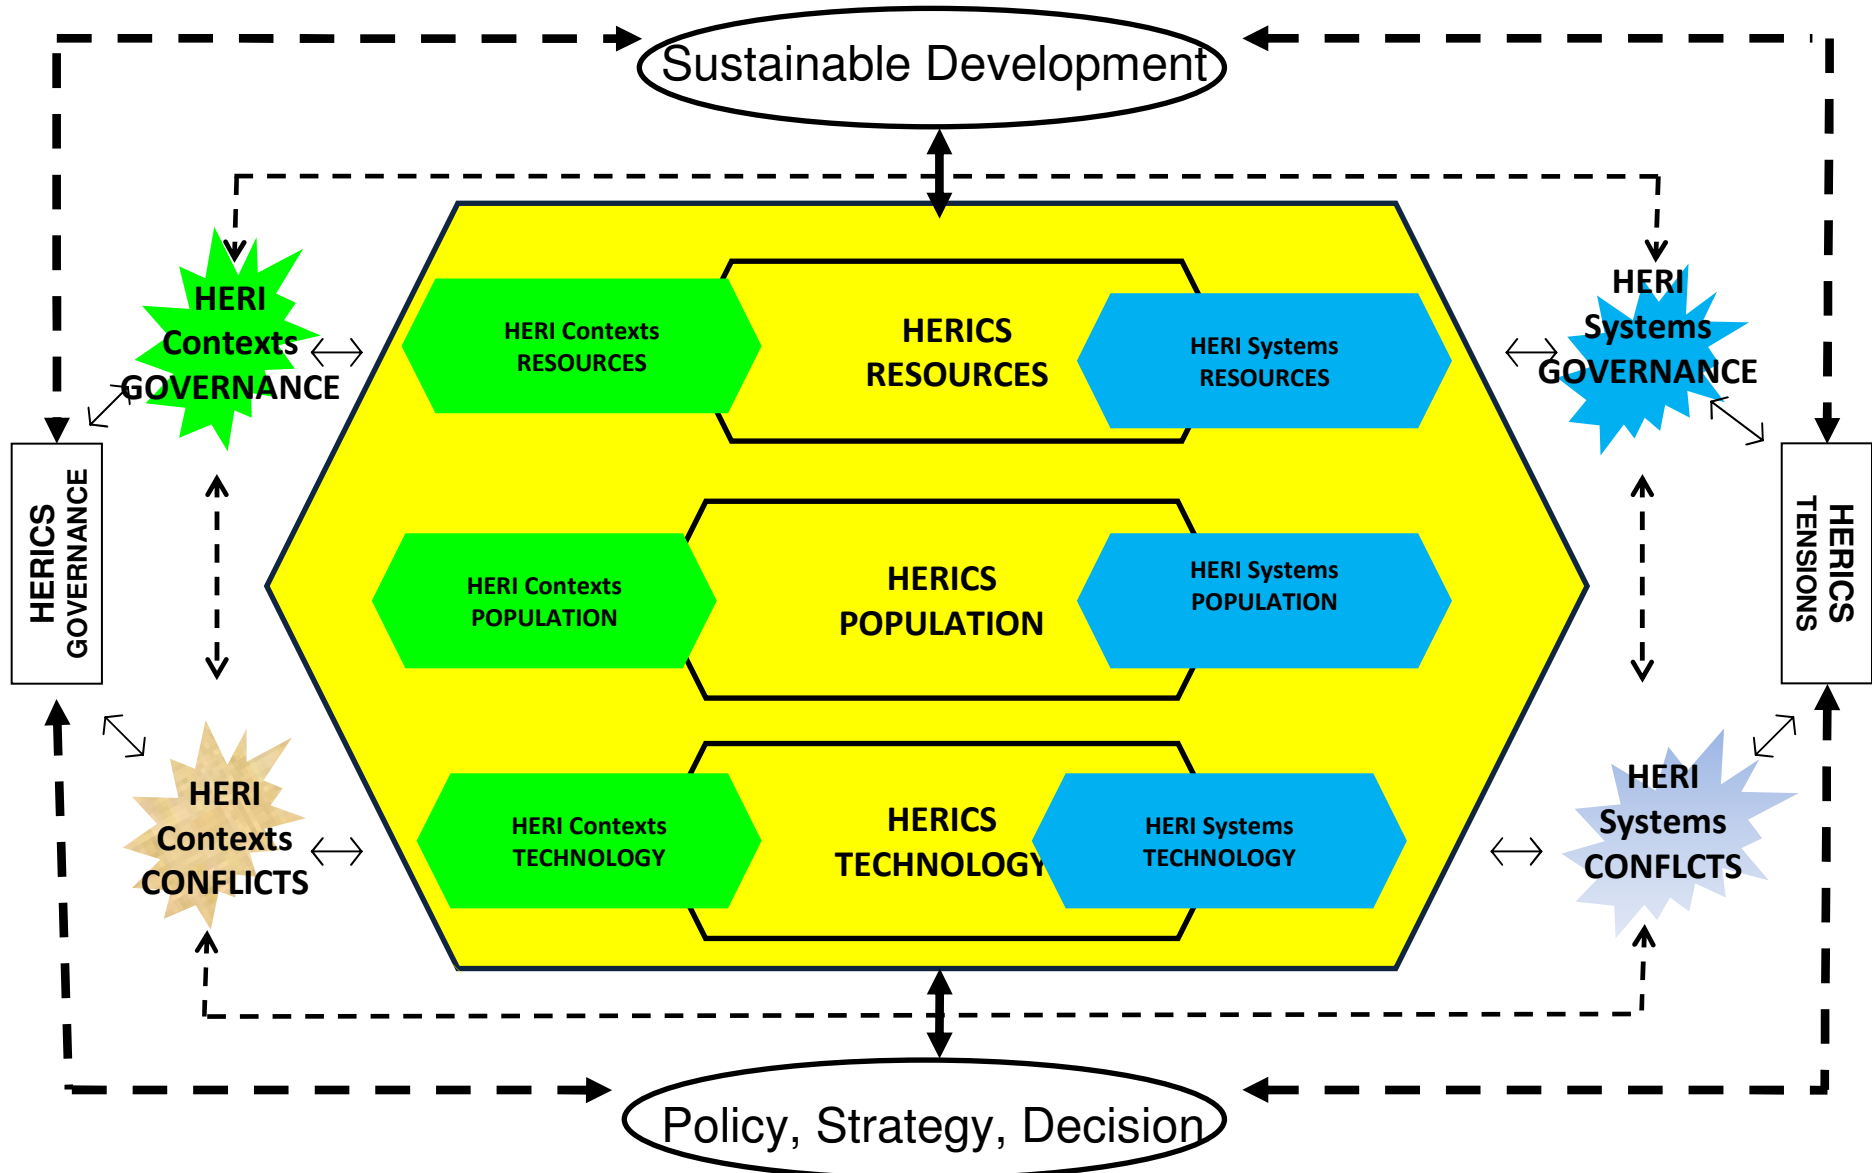 Sustainable Development
HERI
Contexts
GOVERNANCE
HERI Contexts
RESOURCES
HERICS
RESOURCES
HERI Systems
RESOURCES
HERI
Systems
GOVERNANCE
HERICS
GOVERNANCE
HERI Contexts
POPULATION
HERICS
POPULATION
HERI Systems
POPULATION
HERICS
TENSIONS
HERI
Contexts
CONFLICTS
HERI Contexts
TECHNOLOGY
HERICS
TECHNOLOGY
HERI Systems
TECHNOLOGY
HERI
Systems
CONFLCTS
Policy, Strategy, Decision